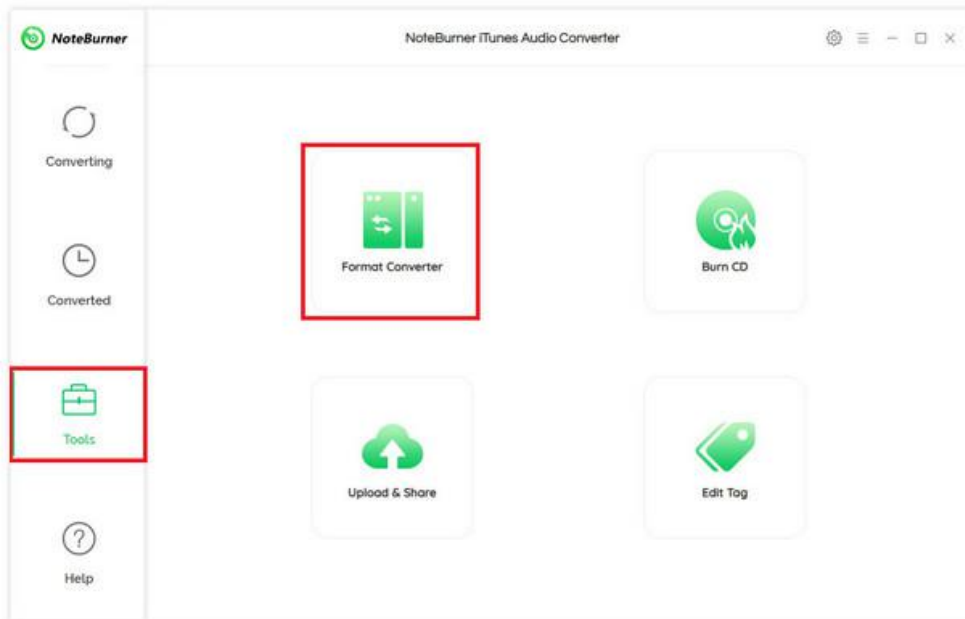 NoteBurner
NoteBurner iTunes Audio Converter
Converting
Converted
Tools
Help
Format Converter
Burn CD
Upload & Share
Edit Tag